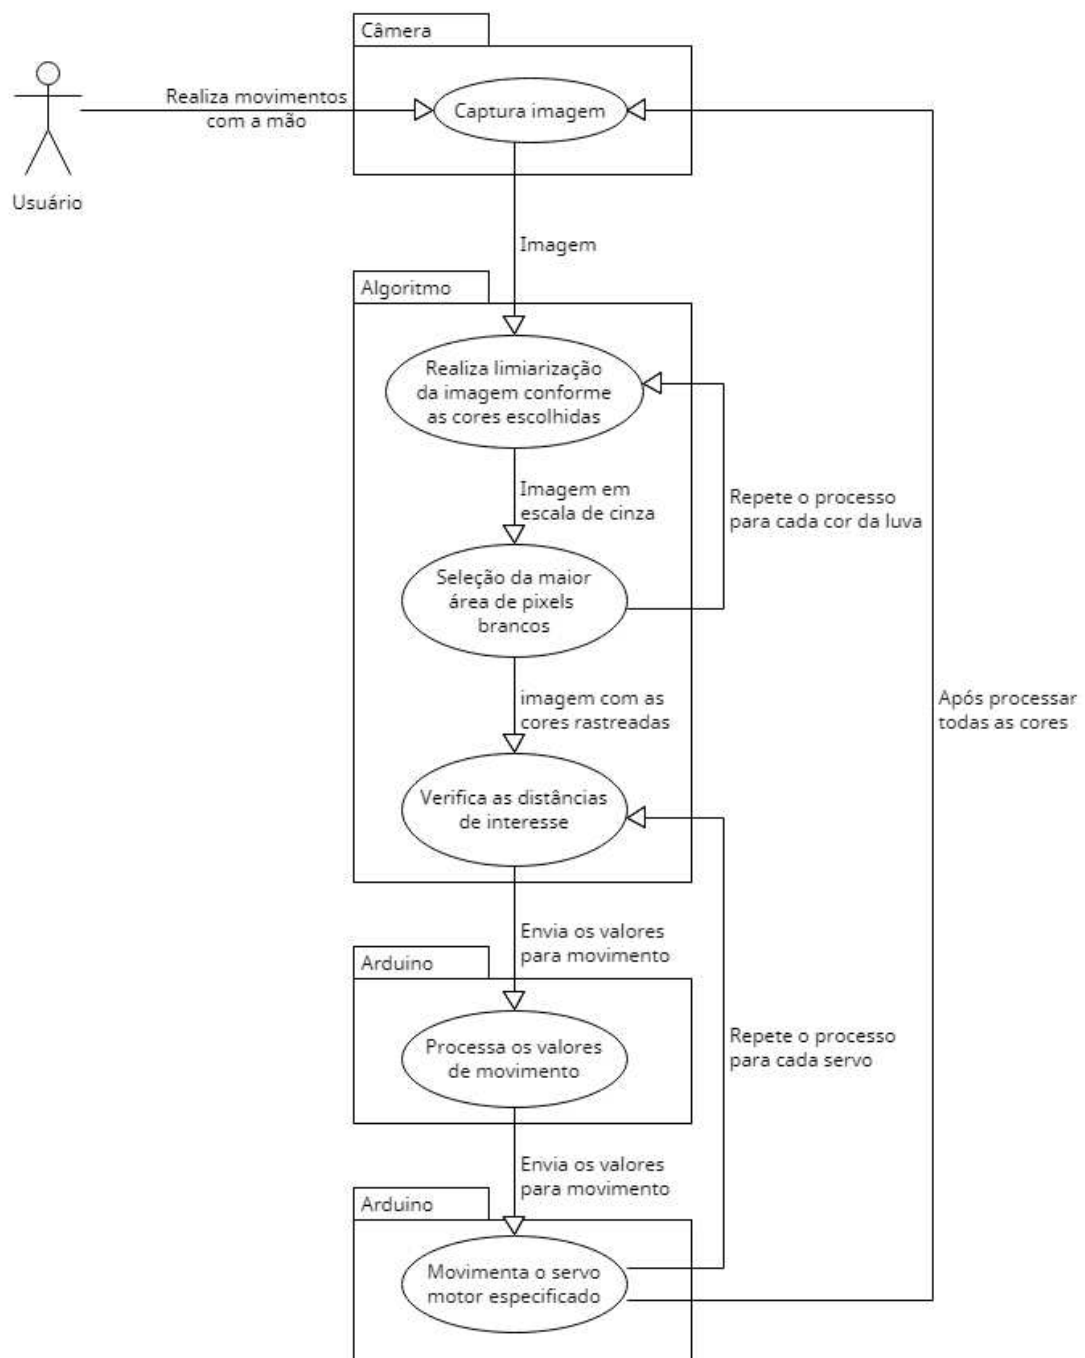 Câmera
Realiza movimentos
com a mão
Captura imagem
Usuário
Imagem
Algoritmo
Realiza limiarização
da imagem conforme
as cores escolhidas
Imagem em
escala de cinza
Repete o processo
para cada cor da luva
Seleção da maior
área de pixels
brancos
imagem com as
cores rastreadas
Após processar
todas as cores
Verifica as distâncias
de interesse
Envia os valores
para movimento
Arduino
Processa os valores
de movimento
Repete o processo
para cada servo
Envia os valores
para movimento
Arduino
Movimenta o servo
motor especificado